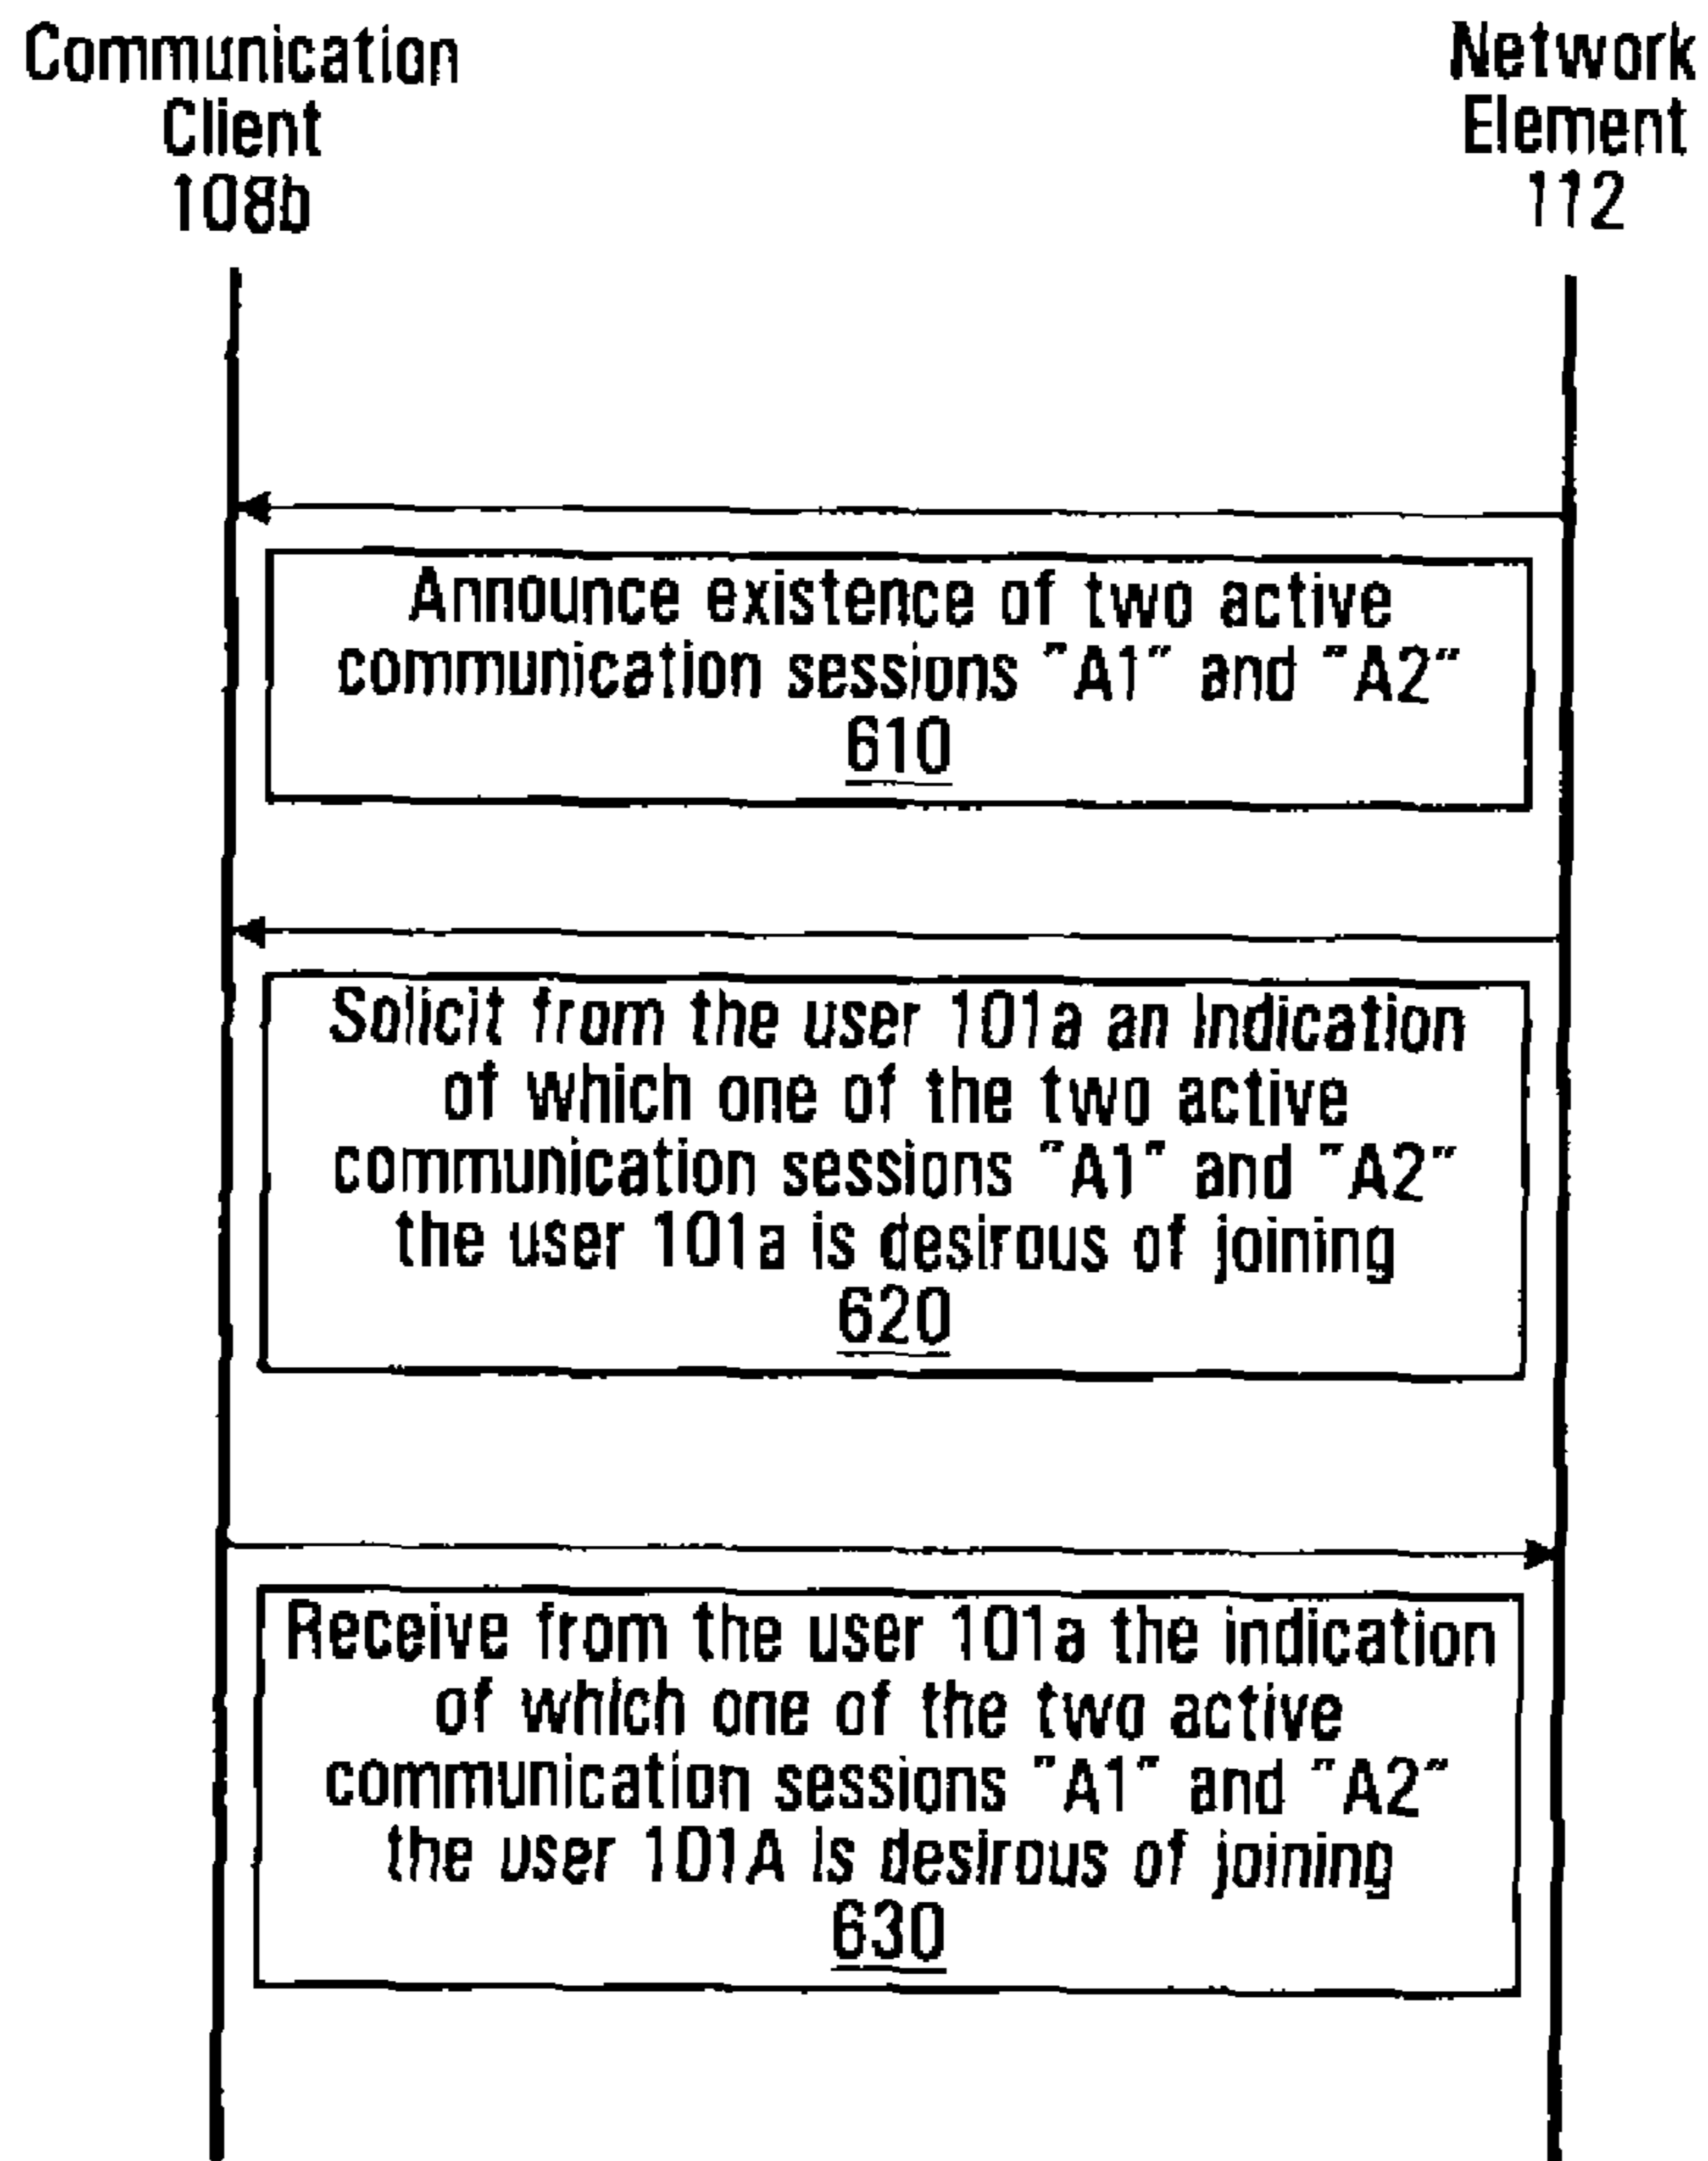 Communication
Client
108b
Network
Element
112
Announce existence of two active
communication sessions "A1" and "A2"
610
Solicit from the user 101a an Indication
of which one of the two active
communication sessions "A1" and "A2"
the user 101a is desirous of joining
620
Receive from the user 101a the indication
of which one of the two active
communication sessions "A1" and "A2"
the user 101A is desirous of joining
630